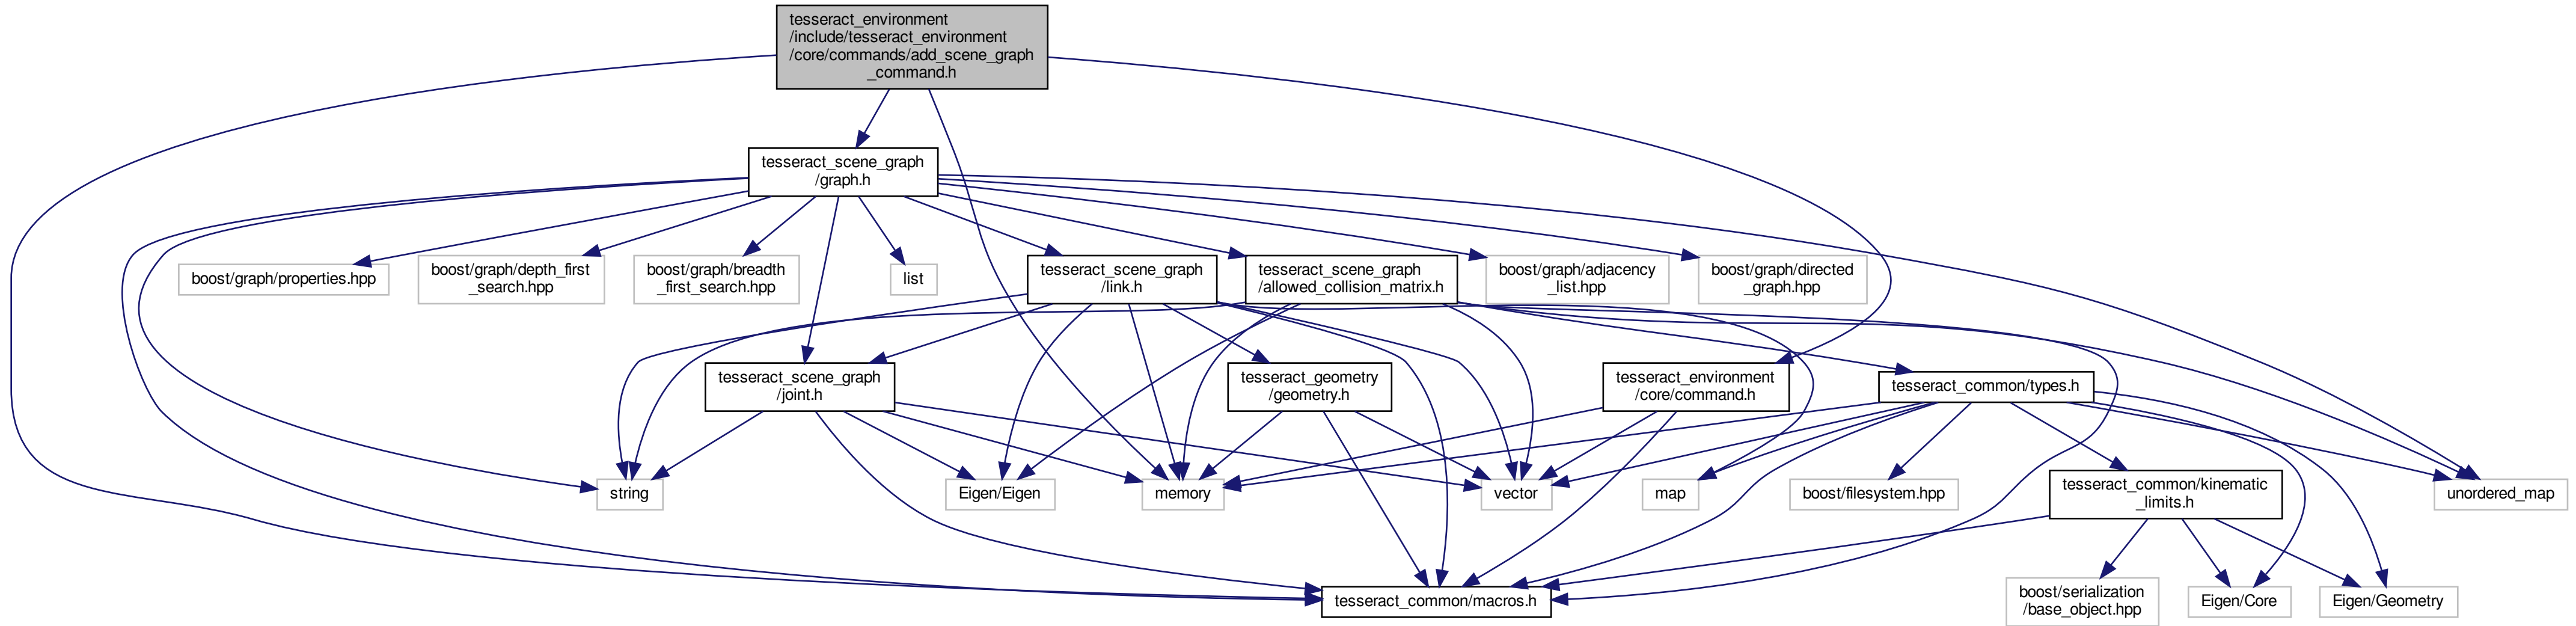 tesseract_environment
/include/tesseract_environment
/core/commands/add_scene_graph
_command.h
tesseract_scene_graph
/graph.h
boost/graph/properties.hpp
boost/graph/depth_first
_search.hpp
boost/graph/breadth
_first_search.hpp
list
tesseract_scene_graph
/link.h
tesseract_scene_graph
/allowed_collision_matrix.h
boost/graph/adjacency
_list.hpp
boost/graph/directed
_graph.hpp
tesseract_scene_graph
/joint.h
tesseract_geometry
/geometry.h
tesseract_environment
/core/command.h
tesseract_common/types.h
string
Eigen/Eigen
memory
vector
map
boost/filesystem.hpp
tesseract_common/kinematic
_limits.h
unordered_map
tesseract_common/macros.h
boost/serialization
/base_object.hpp
Eigen/Core
Eigen/Geometry